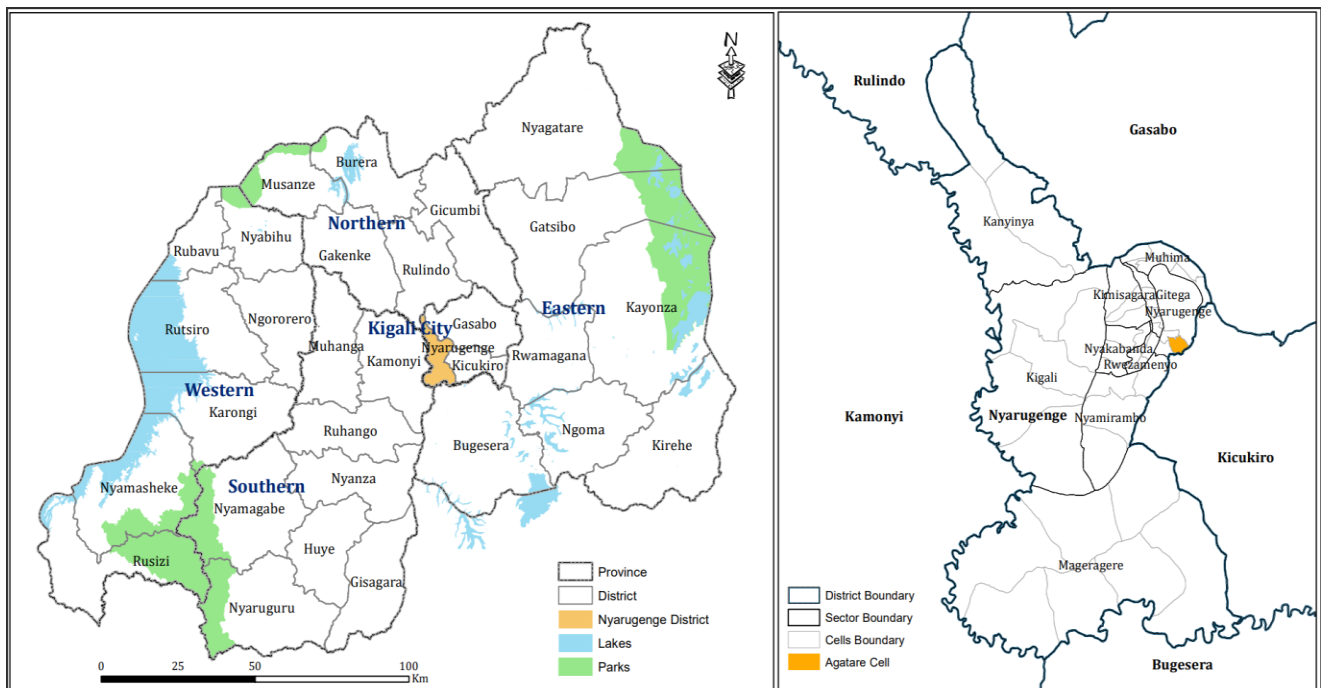 N
Nyagatare
Burera
Musanze
Gicumbi
Northern
Gatsibo
Nyabihu
Rubavu
Gakenke
Rulindo
Kayonza
Eastern
Rutsiro
Ngororero
Kigali City
Gasabo
Muhanga
Nyarugenge
Kamonyi
Kicukiro
Rwamagana
Western
Karongi
Ruhango
Ngoma
Bugesera
Kirehe
Nyanza
Nyamasheke
Southern
Nyamagabe
Huye
Rusizi
Gisagara
Nyaruguru
Province
District
Nyarugenge District
Lakes
Parks
0 25 50 100
Km
Rulindo
Gasabo
Kanyinya
Muhima
Kimisagara
Gitega
Nyarugenge
Nyakabanda
Rwezamenyo
Kigali
Kamonyi
Nyarugenge
Nyamirambo
Kicukiro
Mageragere
District Boundary
Sector Boundary
Cells Boundary
Agatare Cell
Bugesera